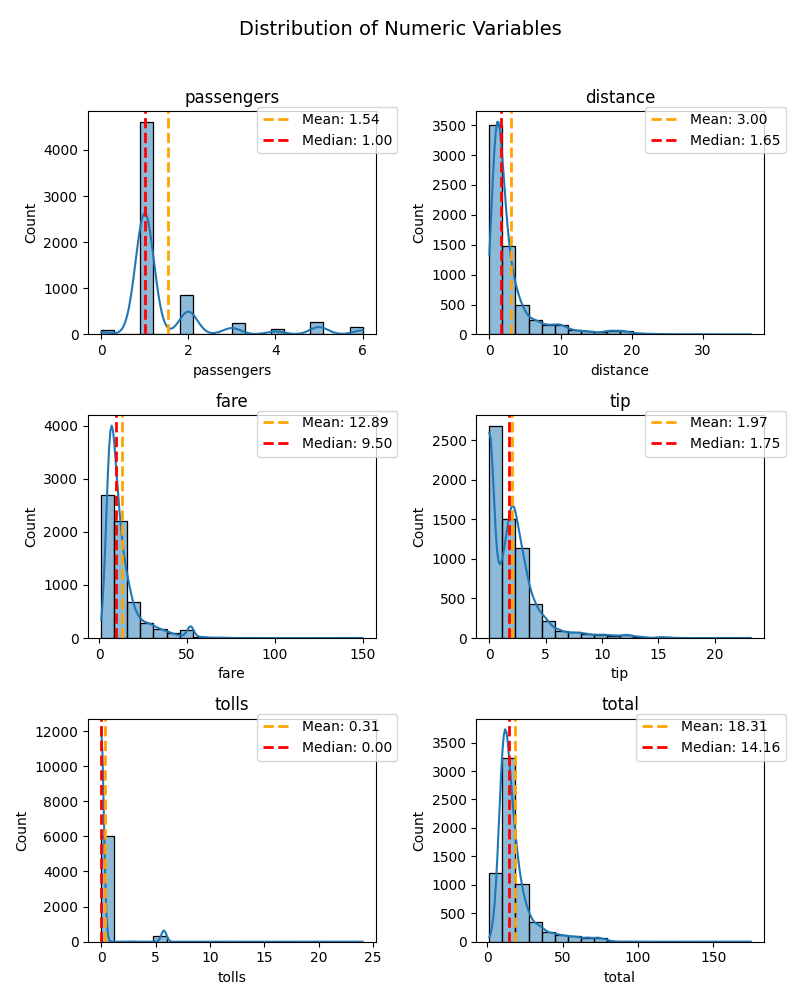 Distribution of Numeric Variables
passengers
Mean: 1.54
Median: 1.00
Count
4000
3000
2000
1000
0
0 2 4 6
passengers
distance
Mean: 3.00
Median: 1.65
Count
3500
3000
2500
2000
1500
1000
500
0
0 10 20 30
distance
fare
Mean: 12.89
Median: 9.50
Count
4000
3000
2000
1000
0
0 50 100 150
fare
tip
Mean: 1.97
Median: 1.75
Count
2500
2000
1500
1000
500
0
0 5 10 15 20
tip
tolls
Mean: 0.31
Median: 0.00
Count
12000
10000
8000
6000
4000
2000
0
0 5 10 15 20 25
tolls
total
Mean: 18.31
Median: 14.16
Count
3500
3000
2500
2000
1500
1000
500
0
0 50 100 150
total